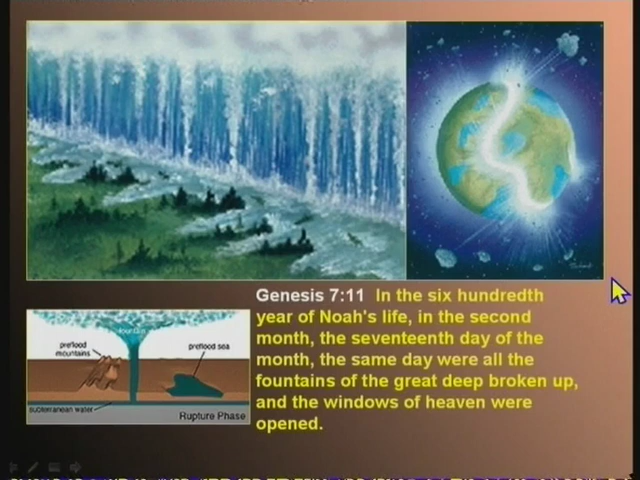 Genesis 7:11 In the six hundredth
year of Noah's life, in the second
month, the seventeenth day of the
month, the same day were all the
fountains of the great deep broken up,
and the windows of heaven were
opened.
preflood
mountains
preflood sea
subterranean water
Rupture Phase